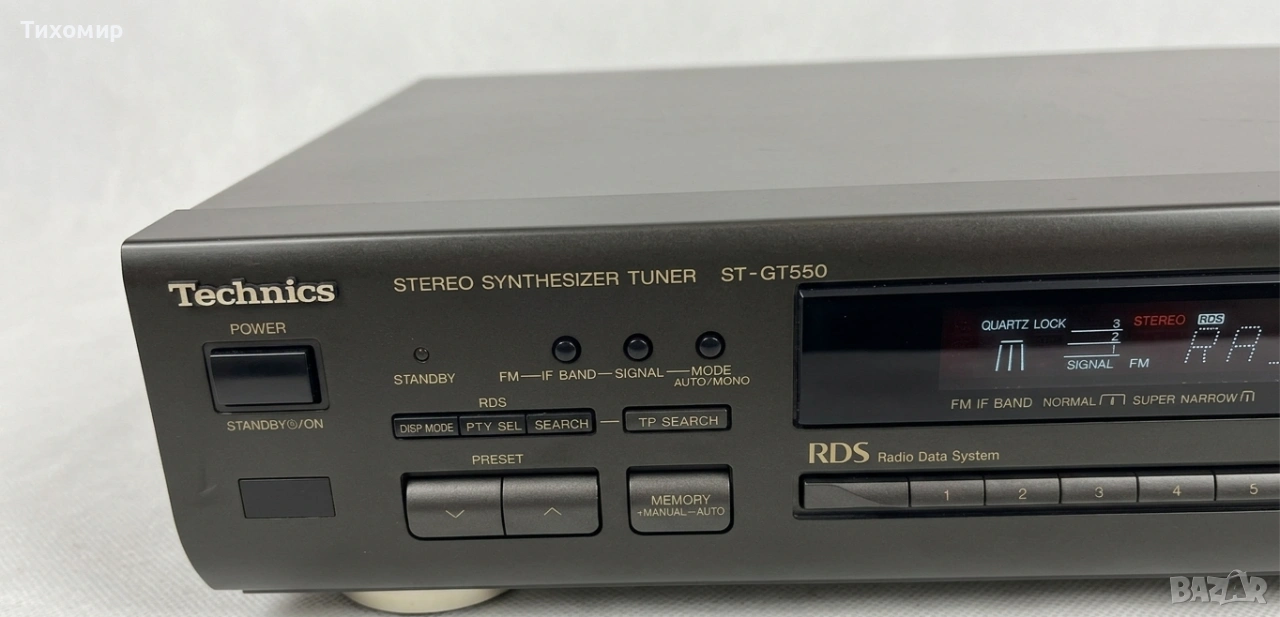 Тихомир
Technics
STEREO SYNTHESIZER TUNER ST-GT550
POWER
STANDBY/ON
STANDBY
FM—IF BAND—SIGNAL—MODE
AUTO/MONO
RDS
DISP MODE PTY SEL SEARCH — TP SEARCH
PRESET
MEMORY
+MANUAL—AUTO
QUARTZ LOCK 3 STEREO RDS
2
1
SIGNAL FM RA
FM IF BAND NORMAL SUPER NARROW
RDS Radio Data System
1 2 3 4 5
BAZAR